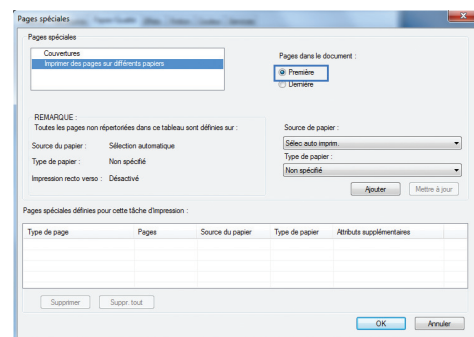 Pages spéciales
Pages spéciales
Couvertures
Imprimer des pages sur différents papiers
Pages dans le document :
Première
Dernière
REMARQUE :
Toutes les pages non répertoriées dans ce tableau sont définies sur :
Source du papier : Sélection automatique
Type de papier : Non spécifié
Impression recto verso : Désactivé
Source de papier :
Sélec auto imprim.
Type de papier :
Non spécifié
Ajouter Mettre à jour
Pages spéciales définies pour cette tâche d'impression :
Type de page Pages Source du papier Type de papier Attributs supplémentaires
Supprimer Suppr. tout
OK Annuler